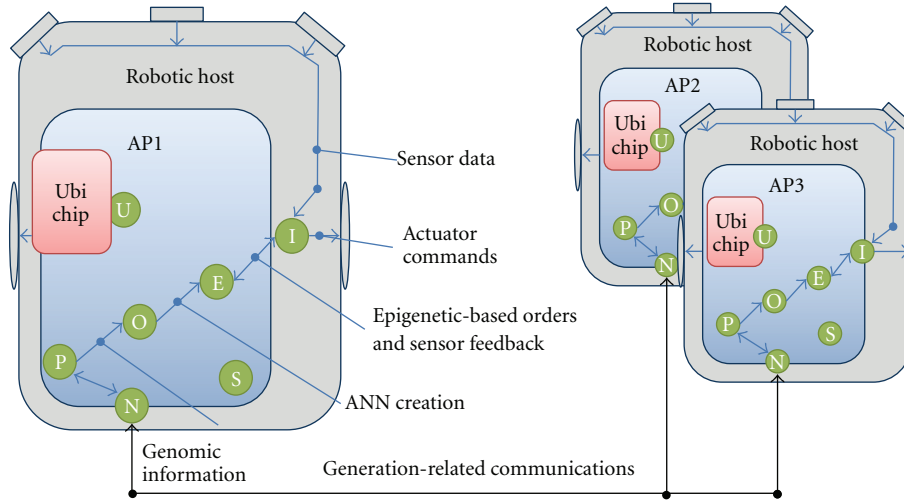 Robotic host
AP1
Ubi
chip
U
I
E
O
P
S
N
Sensor data
Actuator
commands
Epigenetic-based orders
and sensor feedback
ANN creation
Genomic
information
Generation-related communications
Robotic host
AP2
Ubi
chip
U
O
P
N
Robotic host
AP3
Ubi
chip
U
I
E
O
P
S
N